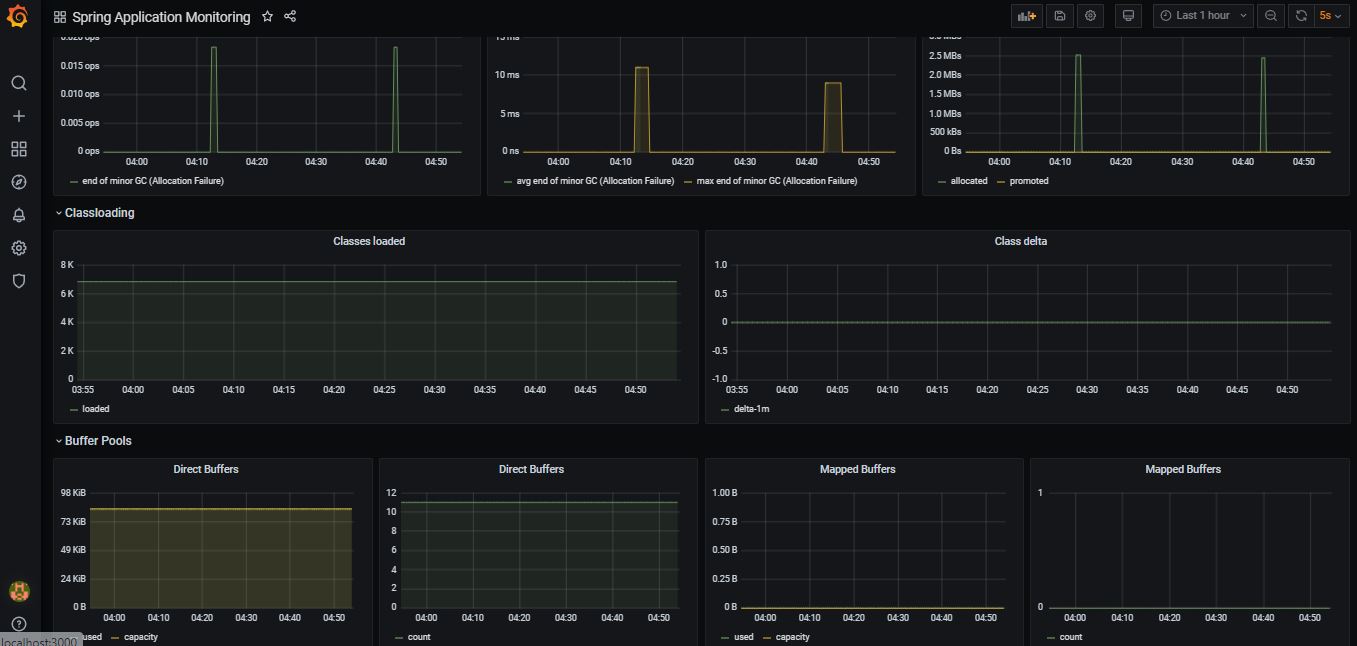 Spring Application Monitoring
Last 1 hour
5s
0.020 ops
0.015 ops
0.010 ops
0.005 ops
0 ops
04:00 04:10 04:20 04:30 04:40 04:50
end of minor GC (Allocation Failure)
15 ms
10 ms
5 ms
0 ns
04:00 04:10 04:20 04:30 04:40 04:50
avg end of minor GC (Allocation Failure) max end of minor GC (Allocation Failure)
3.0 MBs
2.5 MBs
2.0 MBs
1.5 MBs
1.0 MBs
500 kBs
0 Bs
04:00 04:10 04:20 04:30 04:40 04:50
allocated promoted
Classloading
Classes loaded
8 K
6 K
4 K
2 K
0
03:55 04:00 04:05 04:10 04:15 04:20 04:25 04:30 04:35 04:40 04:45 04:50
loaded
Class delta
1.0
0.5
0
-0.5
-1.0
03:55 04:00 04:05 04:10 04:15 04:20 04:25 04:30 04:35 04:40 04:45 04:50
delta-1m
Buffer Pools
Direct Buffers
98 KiB
73 KiB
49 KiB
24 KiB
0 B
04:00 04:10 04:20 04:30 04:40 04:50
used capacity
Direct Buffers
12
10
8
6
4
2
0
04:00 04:10 04:20 04:30 04:40 04:50
count
Mapped Buffers
1.00 B
0.75 B
0.50 B
0.25 B
0 B
04:00 04:10 04:20 04:30 04:40 04:50
used capacity
Mapped Buffers
1
0
04:00 04:10 04:20 04:30 04:40 04:50
count
localhost:3000